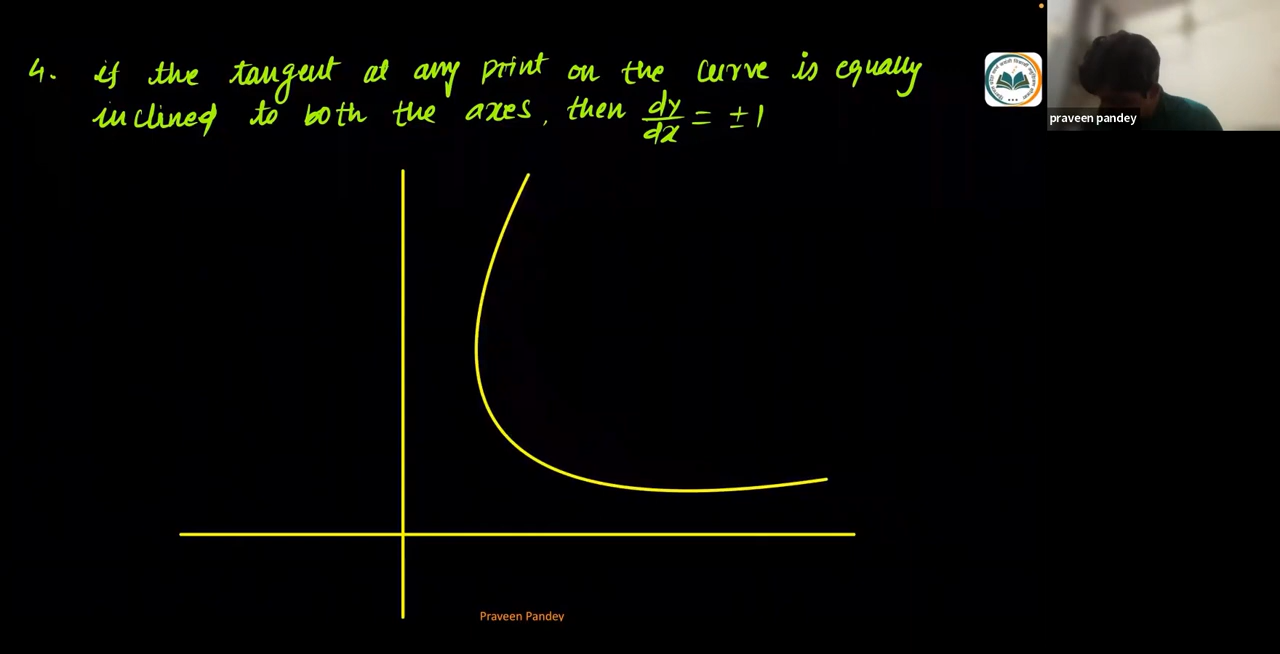 4. if the tangent at any print on the curve is equally
inclined to both the axes, then dy/dx = ±1
praveen pandey
Praveen Pandey